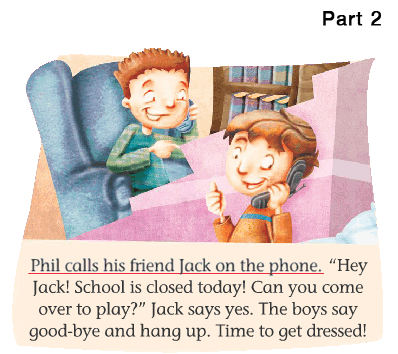 Part 2
Phil calls his friend Jack on the phone. “Hey
Jack! School is closed today! Can you come
over to play?” Jack says yes. The boys say
good-bye and hang up. Time to get dressed!